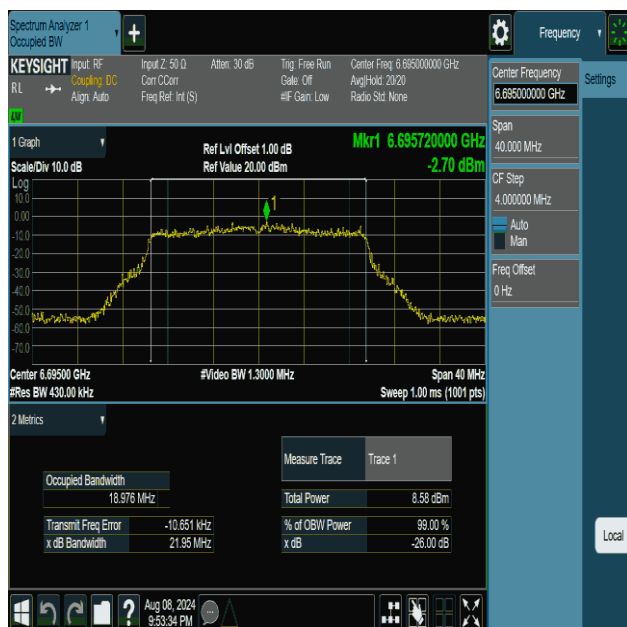 Spectrum Analyzer 1
Occupied BW
+
Frequency
KEYSIGHT
RL
Input: RF
Coupling: DC
Align: Auto
Input Z: 50 Ω
Corr CCorr
Freq Ref: Int (S)
Atten: 30 dB
Trig: Free Run
Gate: Off
#IF Gain: Low
Center Freq: 6.695000000 GHz
Avg|Hold: 20/20
Radio Std: None
1 Graph
Scale/Div 10.0 dB
Ref Lvl Offset 1.00 dB
Ref Value 20.00 dBm
Mkr1 6.695720000 GHz
-2.70 dBm
Log
10.0
0.00
-10.0
-20.0
-30.0
-40.0
-50.0
-60.0
-70.0
1
Center 6.69500 GHz
#Res BW 430.00 kHz
#Video BW 1.3000 MHz
Span 40 MHz
Sweep 1.00 ms (1001 pts)
2 Metrics
Measure Trace Trace 1
Occupied Bandwidth
18.976 MHz
Total Power 8.58 dBm
Transmit Freq Error -10.651 kHz
% of OBW Power 99.00 %
x dB Bandwidth 21.95 MHz
x dB -26.00 dB
Center Frequency
6.695000000 GHz
Settings
Span
40.000 MHz
CF Step
4.000000 MHz
Auto
Man
Freq Offset
0 Hz
Local
?
Aug 08, 2024
9:53:34 PM